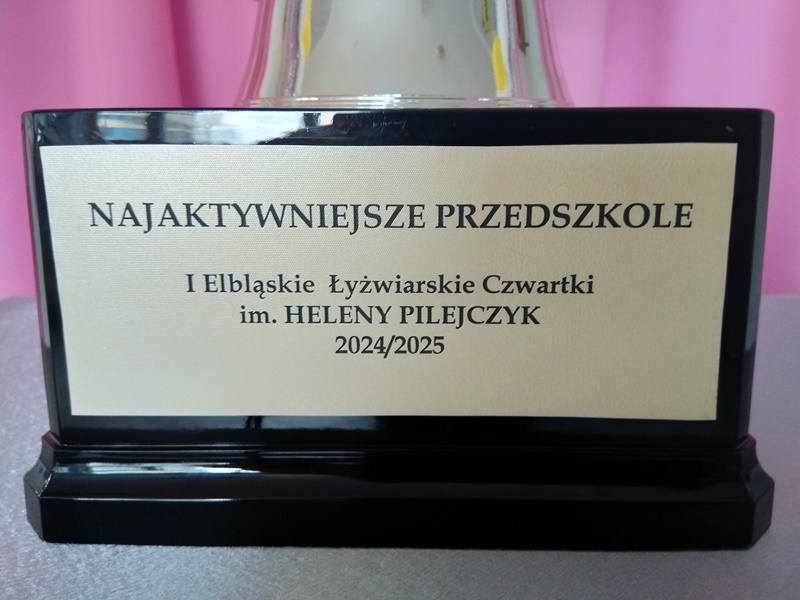 NAJAKTYWNIEJSZE PRZEDSZKOLE
I Elbląskie Łyżwiarskie Czwartki
im. HELENY PILEJCZYK
2024/2025